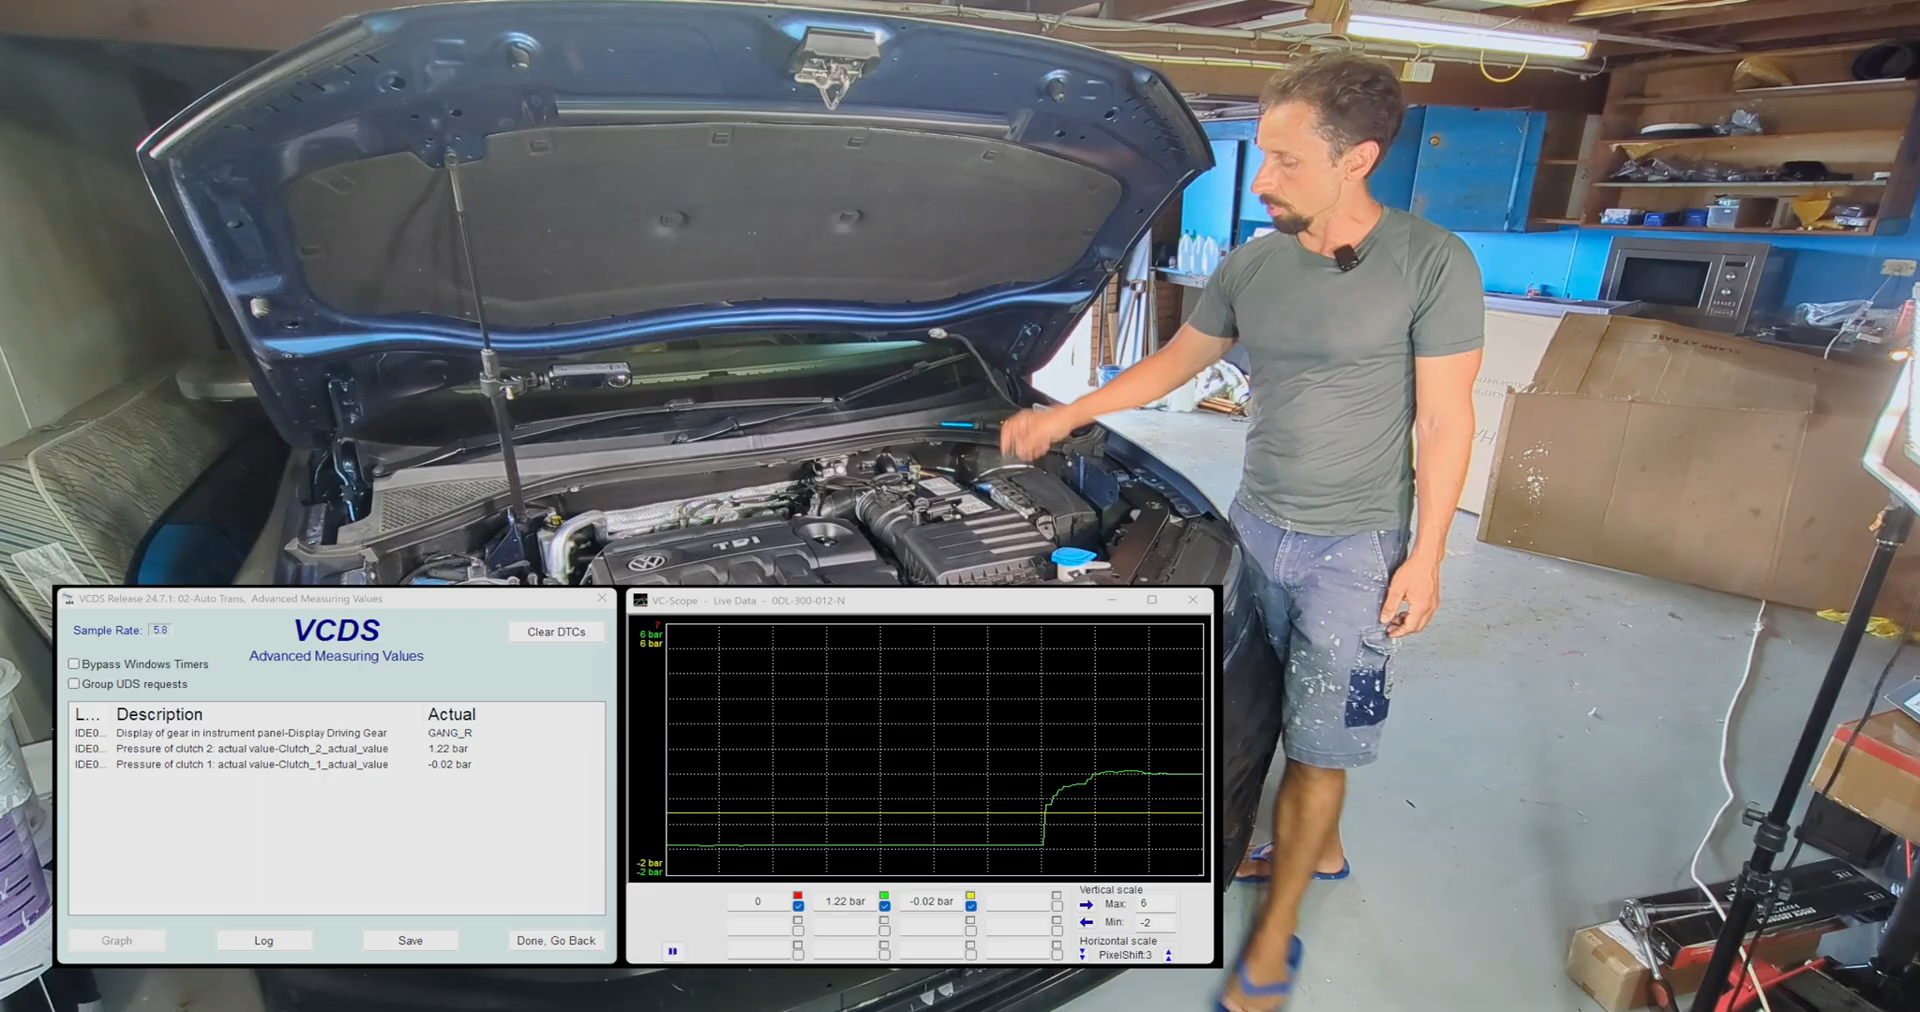 CLAMP AT BASE
TDI
VCDS Release 24.7.1: 02-Auto Trans, Advanced Measuring Values
Sample Rate: 5.8
VCDS
Clear DTCs
Advanced Measuring Values
Bypass Windows Timers
Group UDS requests
L... Description Actual
IDE0... Display of gear in instrument panel-Display Driving Gear GANG_R
IDE0... Pressure of clutch 2: actual value-Clutch_2_actual_value 1.22 bar
IDE0... Pressure of clutch 1: actual value-Clutch_1_actual_value -0.02 bar
Graph Log Save Done, Go Back
VC-Scope - Live Data - 0DL-300-012-N
7
6 bar
6 bar
-2 bar
-2 bar
0 1.22 bar -0.02 bar
Vertical scale
Max: 6
Min: -2
Horizontal scale
PixelShift:3